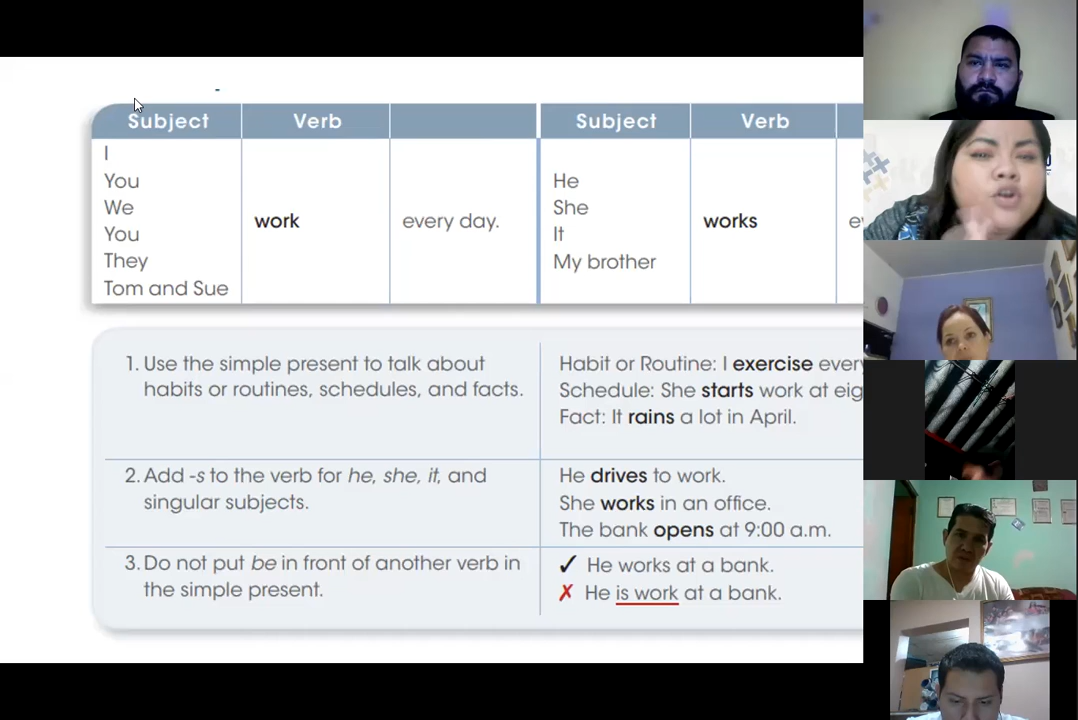 Subject Verb Subject Verb
I
You
We
You
They
Tom and Sue
work
every day.
He
She
It
My brother
works
1. Use the simple present to talk about
habits or routines, schedules, and facts.
Habit or Routine: I exercise every
Schedule: She starts work at
Fact: It rains a lot in April.
2. Add -s to the verb for he, she, it, and
singular subjects.
He drives to work.
She works in an office.
The bank opens at 9:00 a.m.
3. Do not put be in front of another verb in
the simple present.
✓ He works at a bank.
✗ He is work at a bank.